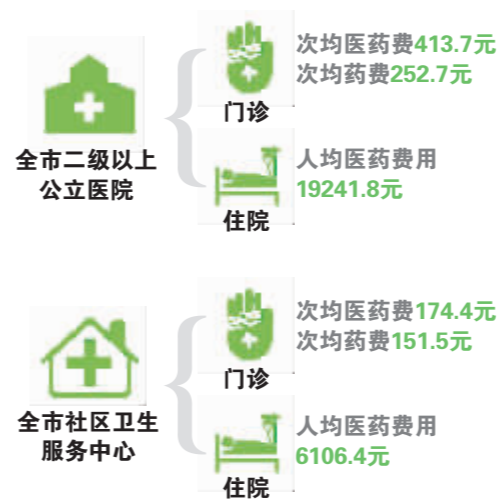 次均医药费413.7元
次均药费252.7元
门诊
全市二级以上
公立医院
人均医药费用
19241.8元
住院
次均医药费174.4元
次均药费151.5元
门诊
全市社区卫生
服务中心
人均医药费用
6106.4元
住院